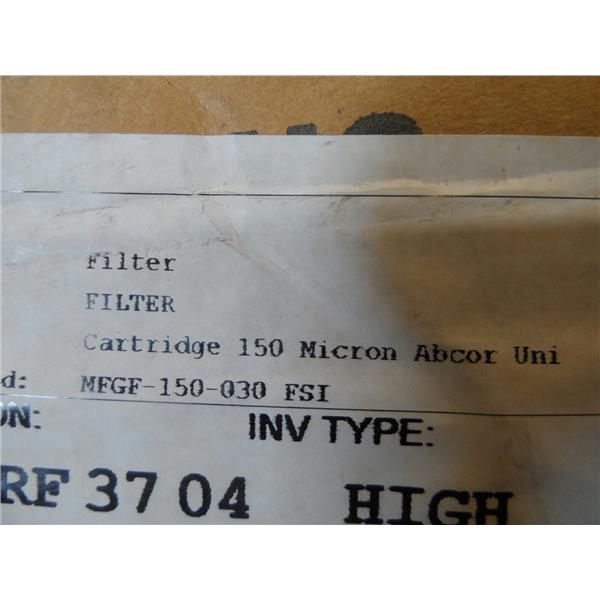 Filter
FILTER
Cartridge 150 Micron Abcor Uni
d: MFGF-150-030 FSI
ON: INV TYPE:
RF 37 04 HIGH